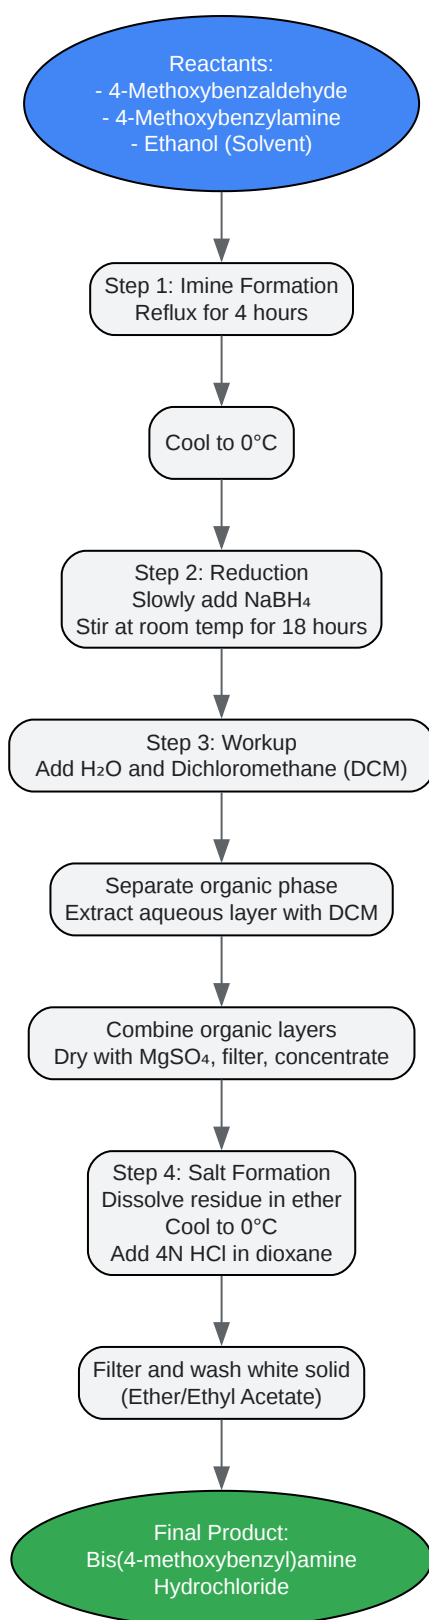 Reactants:
- 4-Methoxybenzaldehyde
- 4-Methoxybenzylamine
- Ethanol (Solvent)
Step 1: Imine Formation
Reflux for 4 hours
Cool to 0°C
Step 2: Reduction
Slowly add NaBH₄
Stir at room temp for 18 hours
Step 3: Workup
Add H₂O and Dichloromethane (DCM)
Separate organic phase
Extract aqueous layer with DCM
Combine organic layers
Dry with MgSO₄, filter, concentrate
Step 4: Salt Formation
Dissolve residue in ether
Cool to 0°C
Add 4N HCl in dioxane
Filter and wash white solid
(Ether/Ethyl Acetate)
Final Product:
Bis(4-methoxybenzyl)amine
Hydrochloride